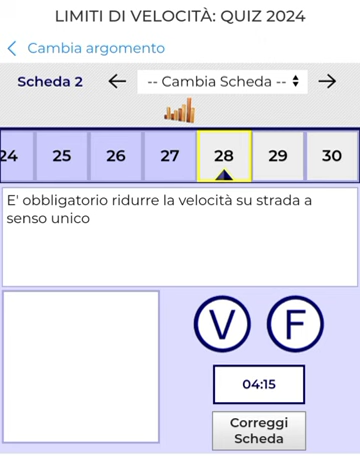 LIMITI DI VELOCITÀ: QUIZ 2024
Cambia argomento
Scheda 2
-- Cambia Scheda --
24 25 26 27 28 29 30
E' obbligatorio ridurre la velocità su strada a
senso unico
V F
04:15
Correggi
Scheda